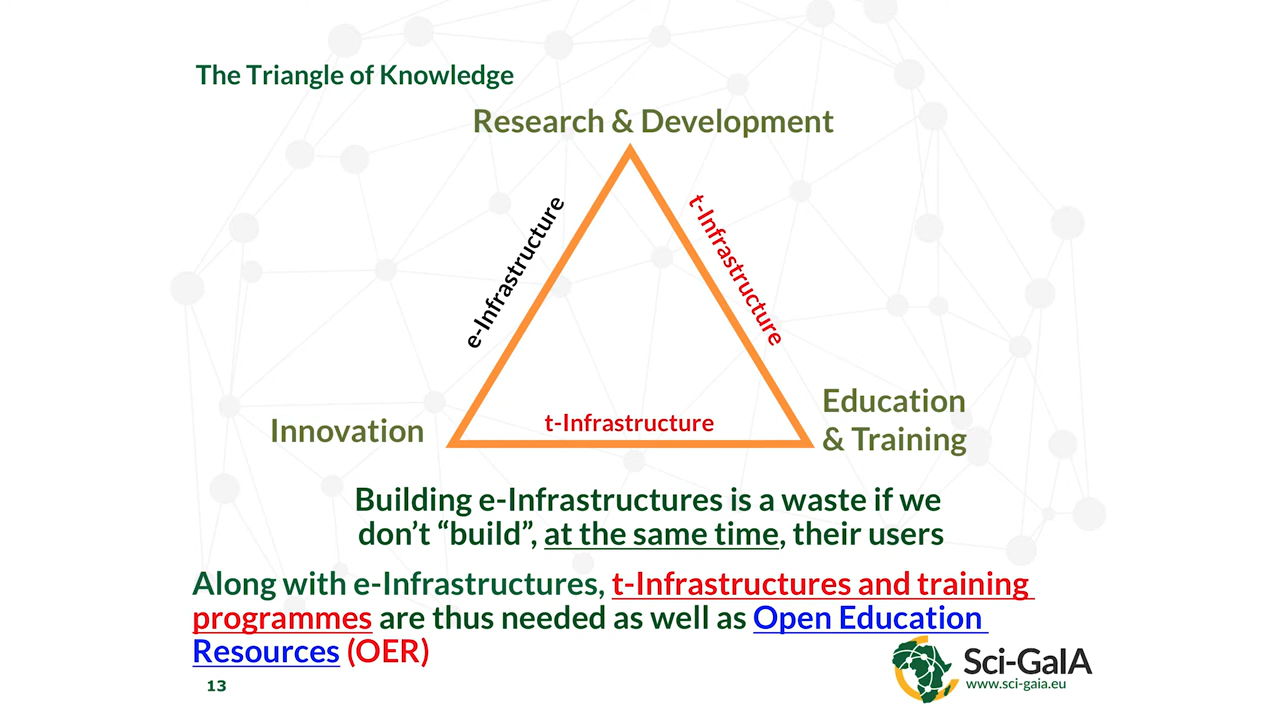 The Triangle of Knowledge
Research & Development
e-Infrastructure
t-Infrastructure
Innovation
t-Infrastructure
Education
& Training
Building e-Infrastructures is a waste if we
don’t “build”, at the same time, their users
Along with e-Infrastructures, t-Infrastructures and training
programmes are thus needed as well as Open Education
Resources (OER)
Sci-GaIA
www.sci-gaia.eu
13